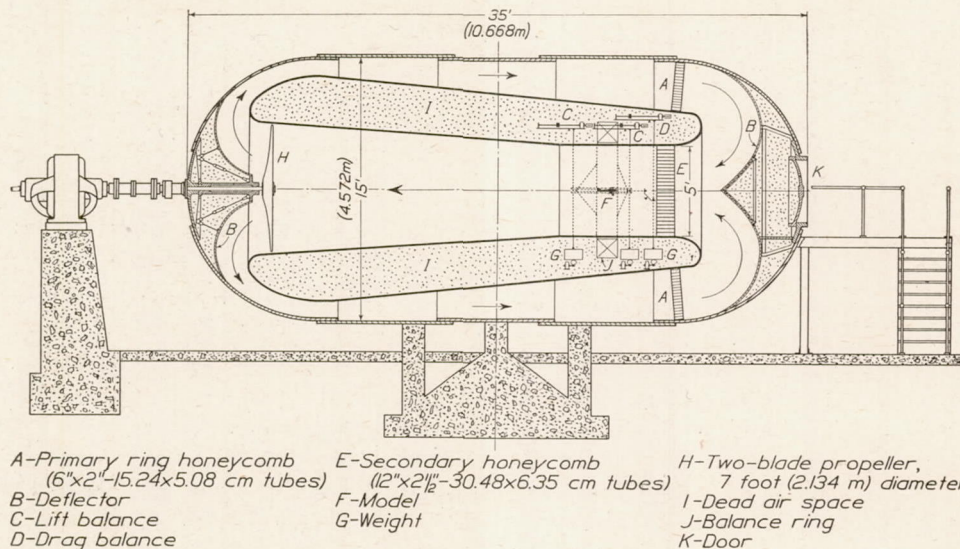 35'
(10.668m)
A
I
C
D
C
B
H
E
K
(4.572m)
15'
5'
F
B
G
J
G
I
A
A-Primary ring honeycomb
(6"x2"-15.24x5.08 cm tubes)
B-Deflector
C-Lift balance
D-Drag balance
E-Secondary honeycomb
(12"x2½"-30.48x6.35 cm tubes)
F-Model
G-Weight
H-Two-blade propeller,
7 foot (2.134 m) diameter
I-Dead air space
J-Balance ring
K-Door